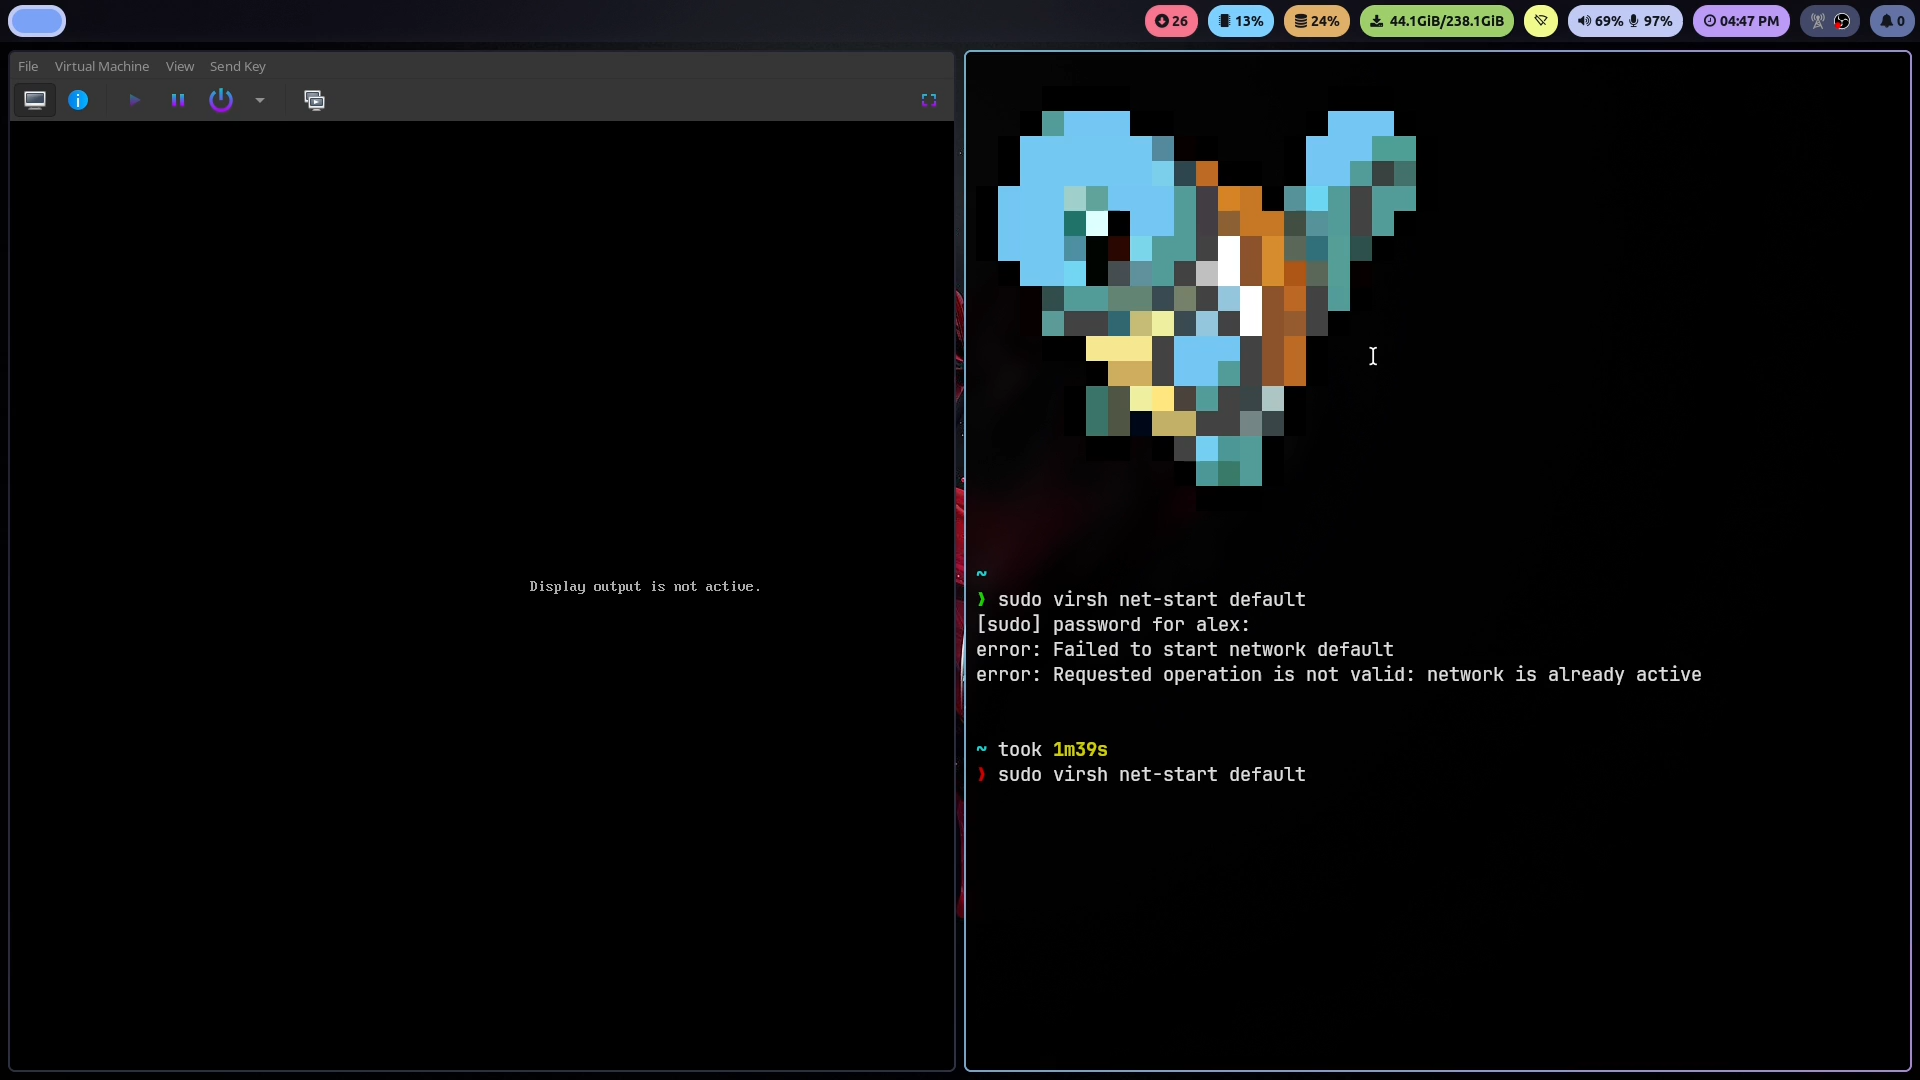 26
13%
24%
44.1GiB/238.1GiB
69% 97%
04:47 PM
0
File Virtual Machine View Send Key
Display output is not active.
~
❯ sudo virsh net-start default
[sudo] password for alex:
error: Failed to start network default
error: Requested operation is not valid: network is already active
~ took 1m39s
❯ sudo virsh net-start default